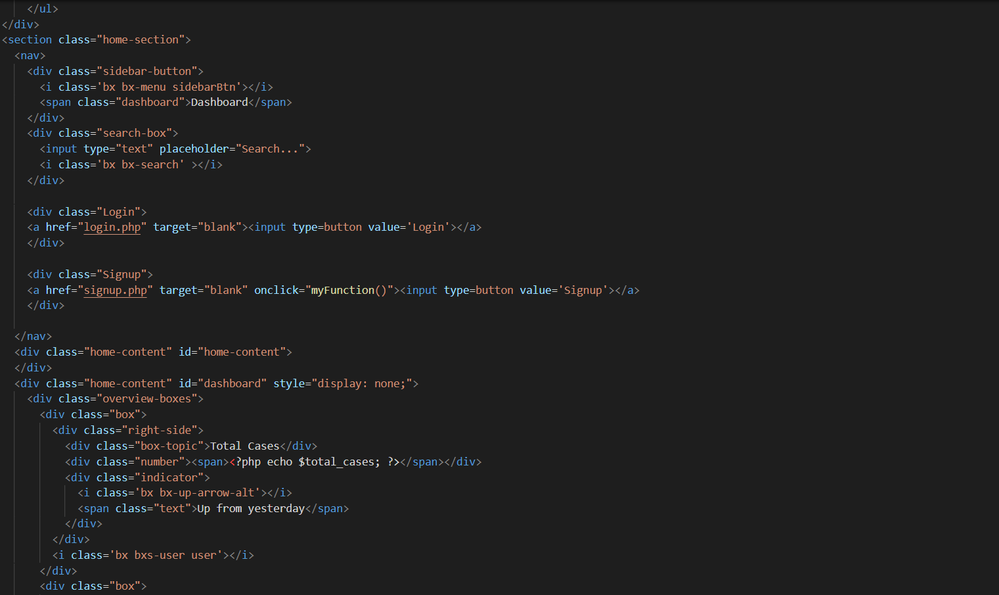 </ul>
</div>
<section class="home-section">
<nav>
<div class="sidebar-button">
<i class='bx bx-menu sidebarBtn'></i>
<span class="dashboard">Dashboard</span>
</div>
<div class="search-box">
<input type="text" placeholder="Search...">
<i class='bx bx-search' ></i>
</div>
<div class="Login">
<a href="login.php" target="blank"><input type=button value='Login'></a>
</div>
<div class="Signup">
<a href="signup.php" target="blank" onclick="myFunction()"><input type=button value='Signup'></a>
</div>
</nav>
<div class="home-content" id="home-content">
</div>
<div class="home-content" id="dashboard" style="display: none;">
<div class="overview-boxes">
<div class="box">
<div class="right-side">
<div class="box-topic">Total Cases</div>
<div class="number"><span><?php echo $total_cases; ?></span></div>
<div class="indicator">
<i class='bx bx-up-arrow-alt'></i>
<span class="text">Up from yesterday</span>
</div>
</div>
<i class='bx bxs-user user'></i>
</div>
<div class="box">